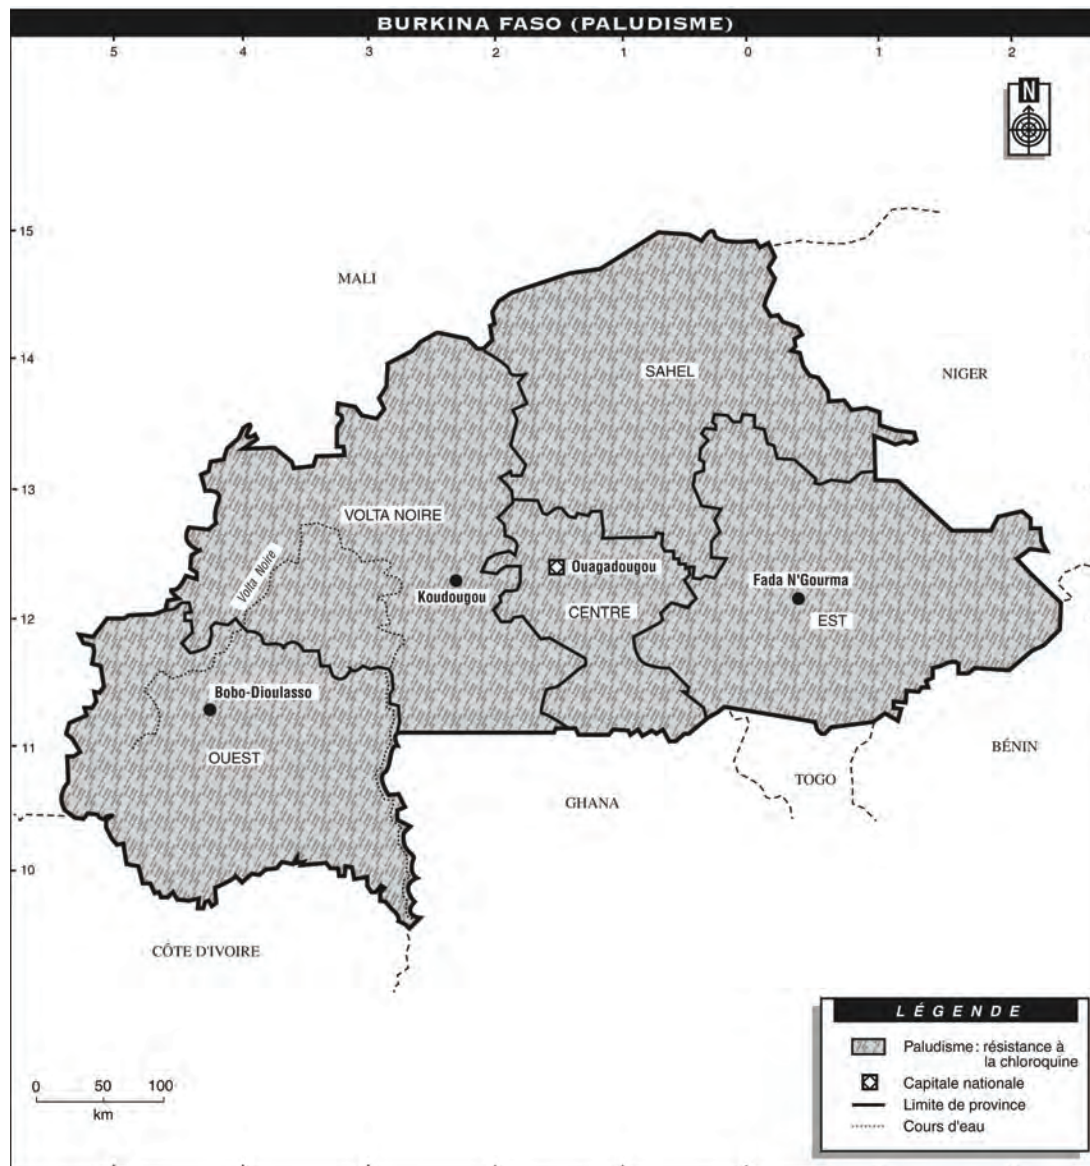 BURKINA FASO (PALUDISME)
5 4 3 2 1 0 1 2
N
15
MALI
14
SAHEL
NIGER
13
VOLTA NOIRE
Volta Noire
Ouagadougou
Koudougou
Fada N'Gourma
CENTRE
12
EST
Bobo-Dioulasso
11
OUEST
BÉNIN
TOGO
GHANA
10
CÔTE D'IVOIRE
LÉGENDE
Paludisme : résistance à
la chloroquine
Capitale nationale
Limite de province
Cours d'eau
0 50 100
km